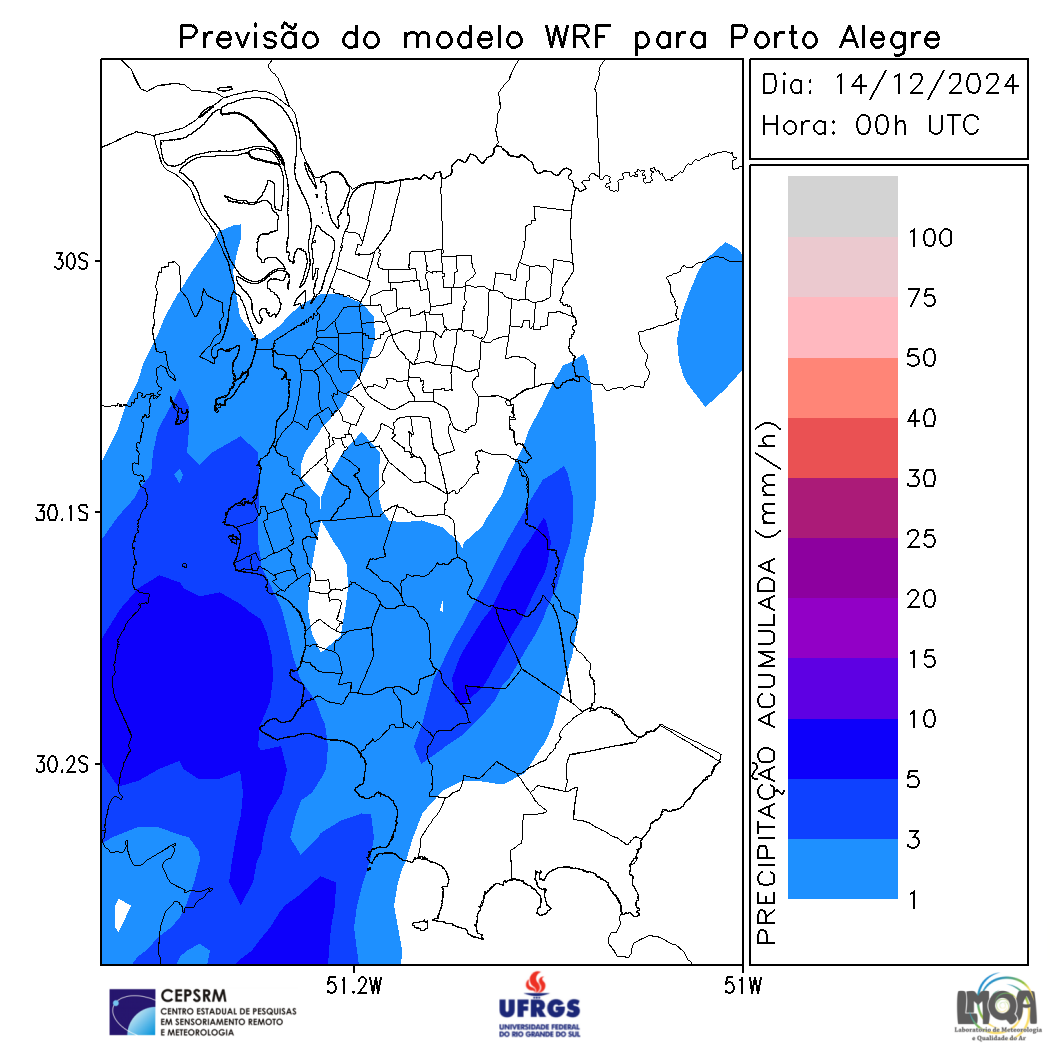 Previsão do modelo WRF para Porto Alegre
Dia: 14/12/2024
Hora: 00h UTC
30S
30.1S
30.2S
51.2W
51W
PRECIPITAÇÃO ACUMULADA (mm/h)
100
75
50
40
30
25
20
15
10
5
3
1
CEPSRM
CENTRO ESTADUAL DE PESQUISAS
EM SENSORIAMENTO REMOTO
E METEOROLOGIA
UFRGS
UNIVERSIDADE FEDERAL
DO RIO GRANDE DO SUL
LMQA
Laboratório de Meteorologia
e Qualidade do Ar